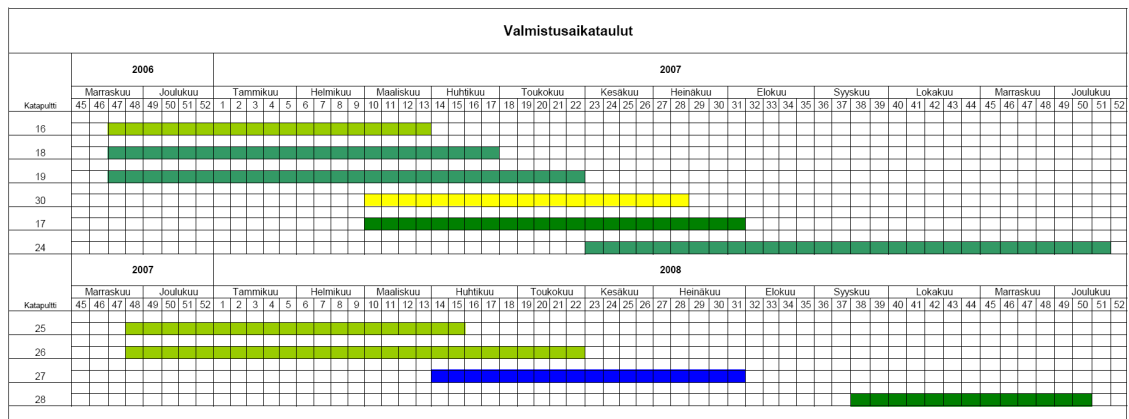 Valmistusaikataulut
2006 2007
Marraskuu Joulukuu Tammikuu Helmikuu Maaliskuu Huhtikuu Toukokuu Kesäkuu Heinäkuu Elokuu Syyskuu Lokakuu Marraskuu Joulukuu
Katapultti 45 46 47 48 49 50 51 52 1 2 3 4 5 6 7 8 9 10 11 12 13 14 15 16 17 18 19 20 21 22 23 24 25 26 27 28 29 30 31 32 33 34 35 36 37 38 39 40 41 42 43 44 45 46 47 48 49 50 51 52
16
18
19
30
17
24
2007 2008
Marraskuu Joulukuu Tammikuu Helmikuu Maaliskuu Huhtikuu Toukokuu Kesäkuu Heinäkuu Elokuu Syyskuu Lokakuu Marraskuu Joulukuu
Katapultti 45 46 47 48 49 50 51 52 1 2 3 4 5 6 7 8 9 10 11 12 13 14 15 16 17 18 19 20 21 22 23 24 25 26 27 28 29 30 31 32 33 34 35 36 37 38 39 40 41 42 43 44 45 46 47 48 49 50 51 52
25
26
27
28